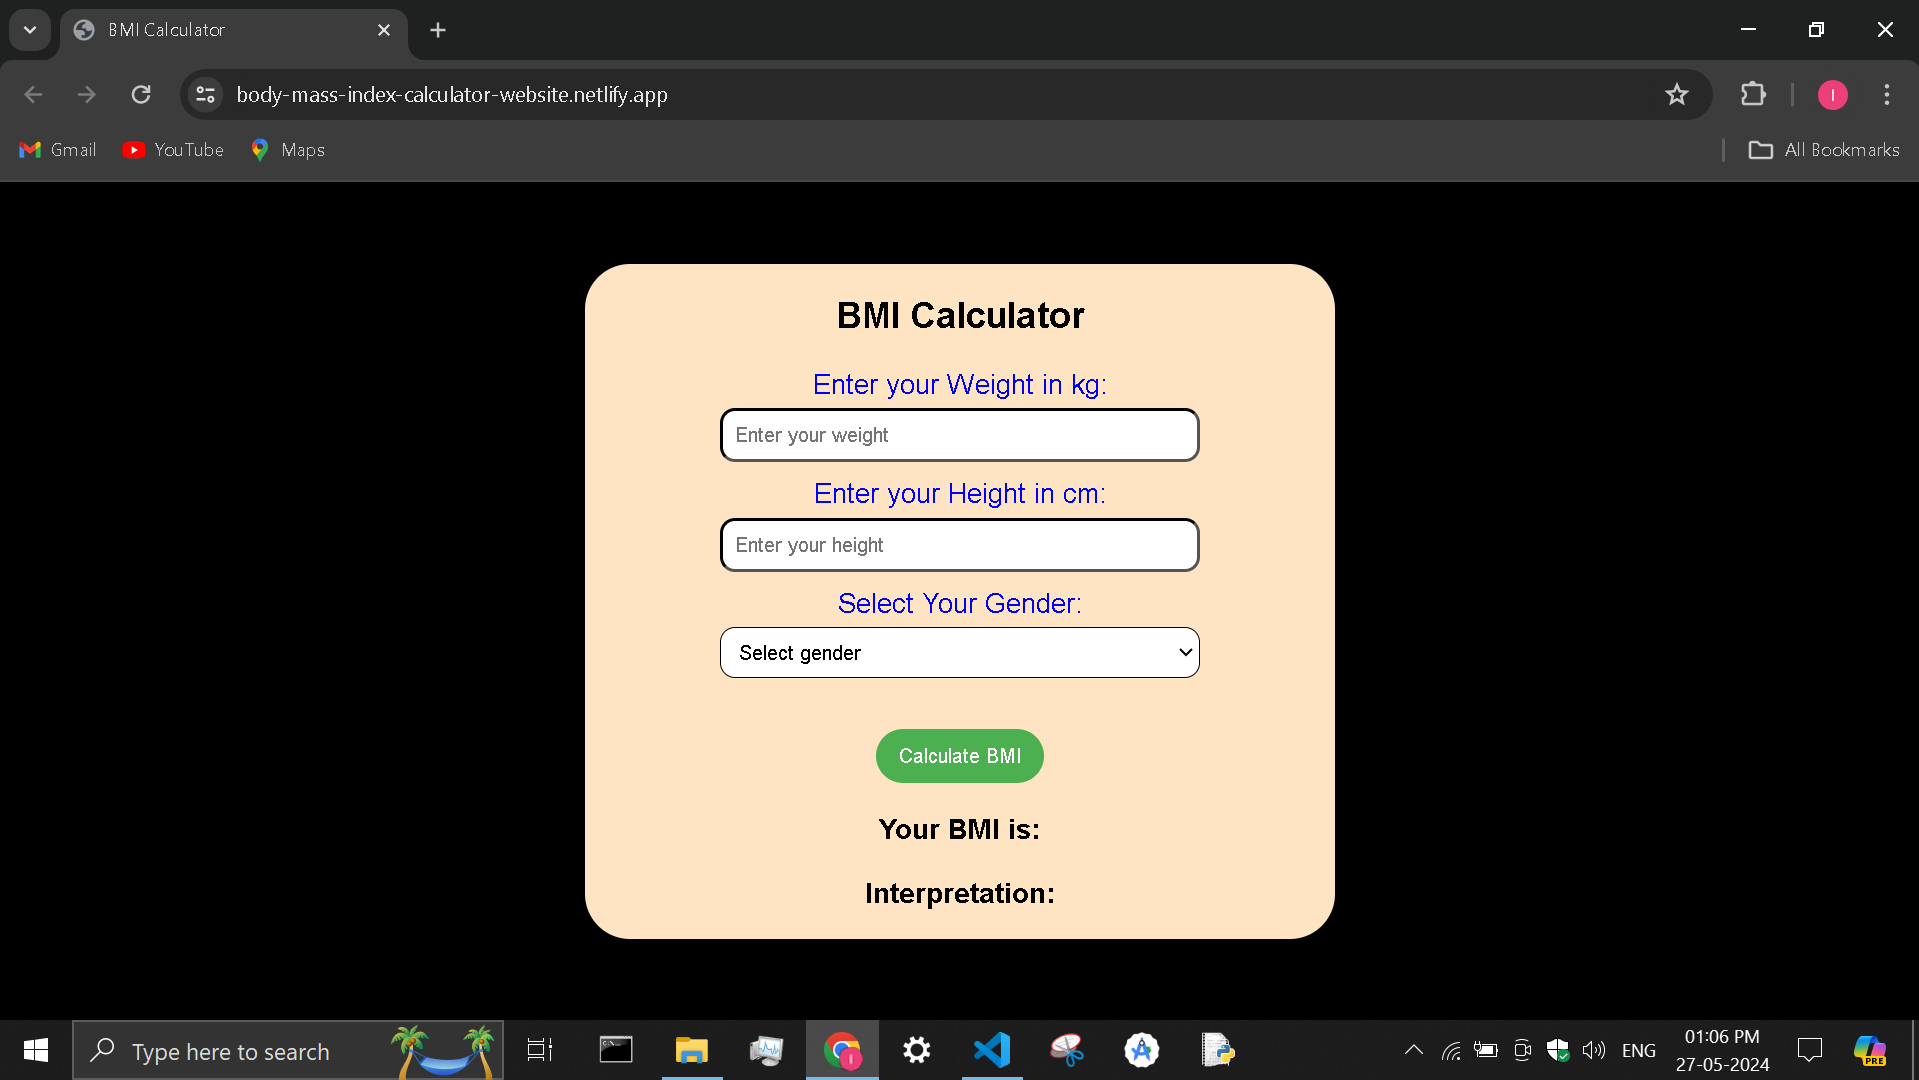 BMI Calculator
body-mass-index-calculator-website.netlify.app
I
Gmail YouTube Maps All Bookmarks
BMI Calculator
Enter your Weight in kg:
Enter your weight
Enter your Height in cm:
Enter your height
Select Your Gender:
Select gender
Calculate BMI
Your BMI is:
Interpretation:
Type here to search
I
ENG
01:06 PM
27-05-2024
PRE